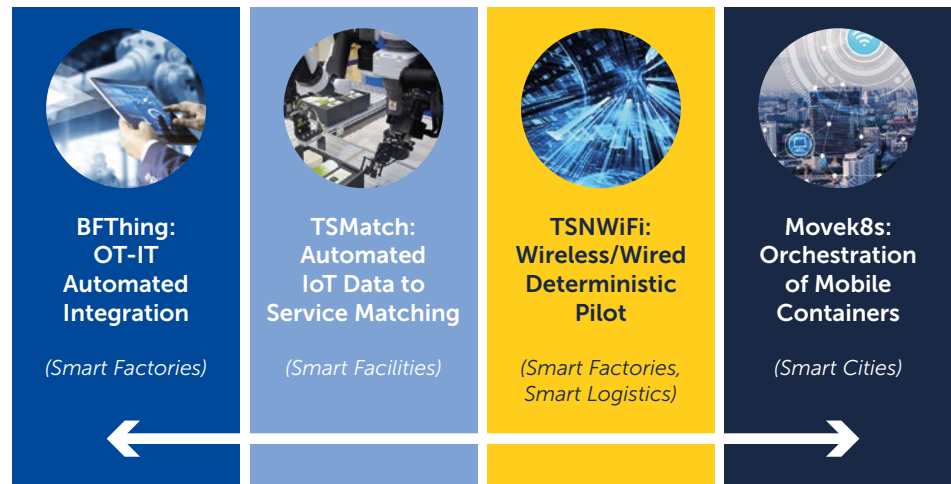 BFThing:
OT-IT
Automated
Integration
(Smart Factories)
TSMatch:
Automated
IoT Data to
Service Matching
(Smart Facilities)
TSNWiFi:
Wireless/Wired
Deterministic
Pilot
(Smart Factories,
Smart Logistics)
Movek8s:
Orchestration
of Mobile
Containers
(Smart Cities)